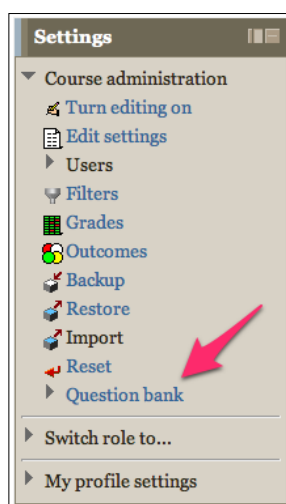 Settings
Course administration
Turn editing on
Edit settings
Users
Filters
Grades
Outcomes
Backup
Restore
Import
Reset
Question bank
Switch role to...
My profile settings